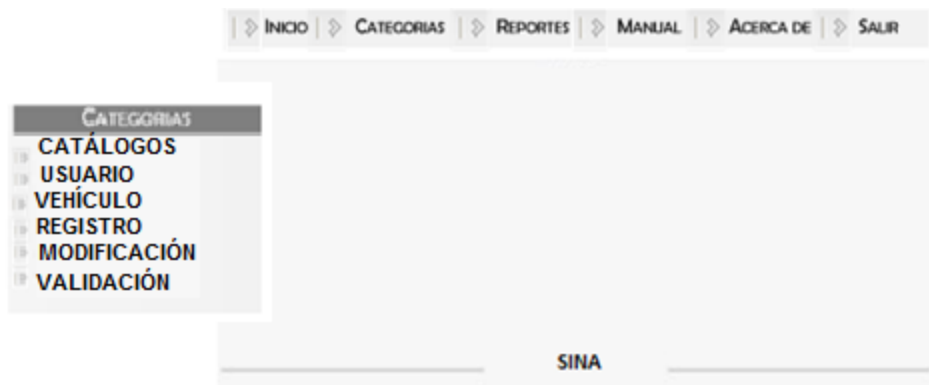 INICIO CATEGORIAS REPORTES MANUAL ACERCA DE SALIR
CATEGORIAS
CATÁLOGOS
USUARIO
VEHÍCULO
REGISTRO
MODIFICACIÓN
VALIDACIÓN
SINA